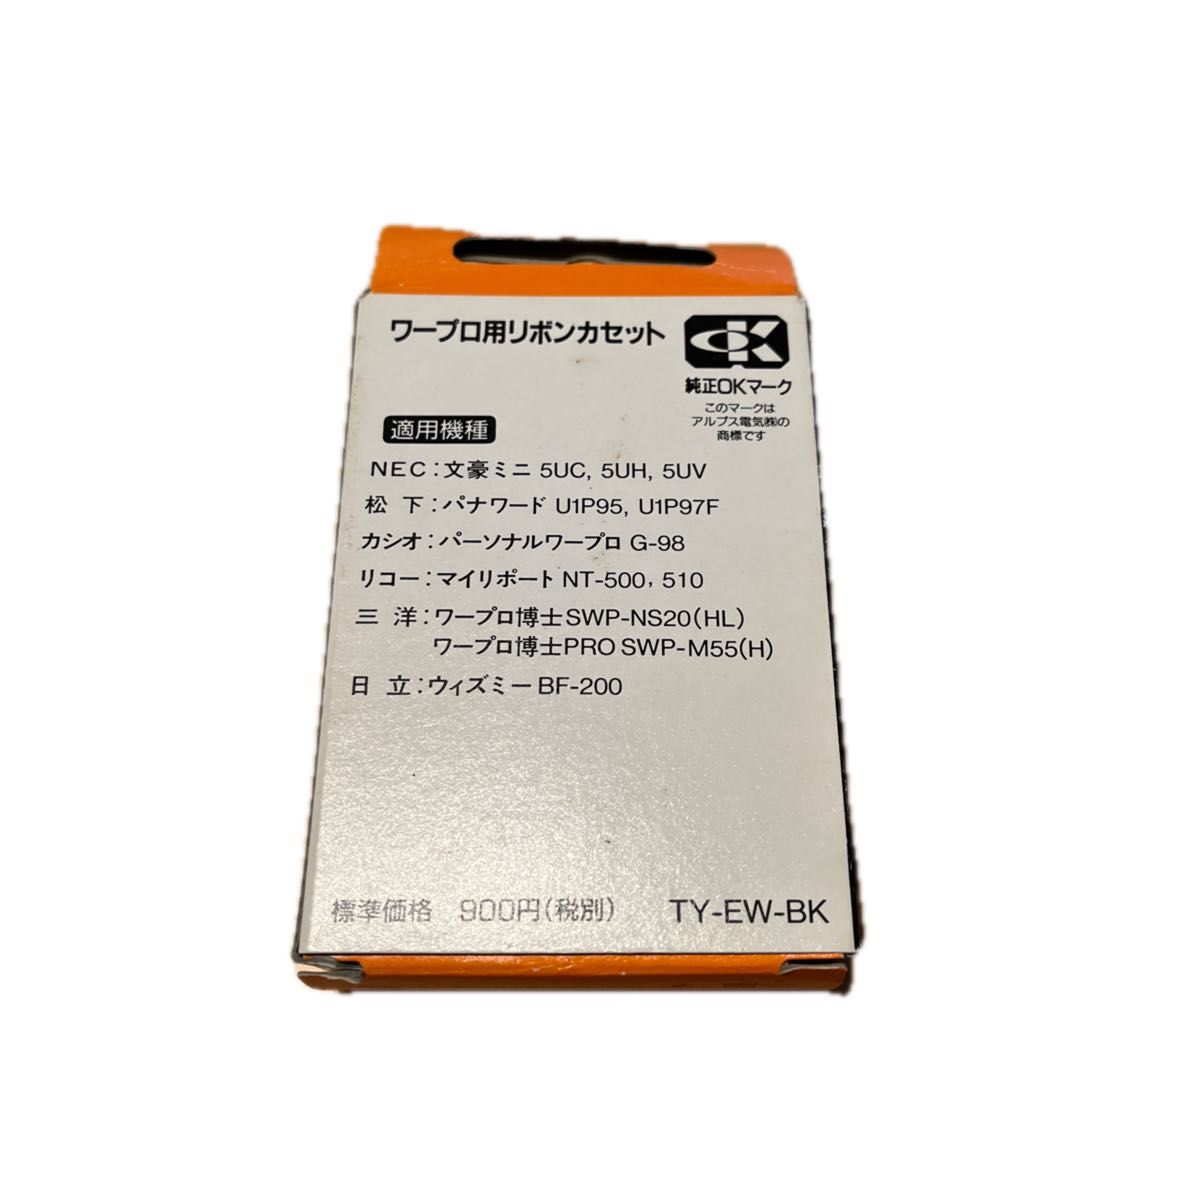 ワープロ用リボンカセット
OK
純正OKマーク
このマークは
アルプス電気㈱の
商標です
適用機種
NEC:文豪ミニ 5UC, 5UH, 5UV
松 下:パナワード U1P95, U1P97F
カシオ:パーソナルワープロ G-98
リコー:マイリポート NT-500, 510
三 洋:ワープロ博士SWP-NS20(HL)
ワープロ博士PRO SWP-M55(H)
日 立:ウィズミー BF-200
標準価格 900円(税別) TY-EW-BK